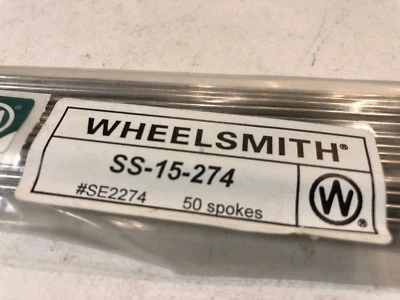 WHEELSMITH®
SS-15-274
#SE2274 50 spokes
W®